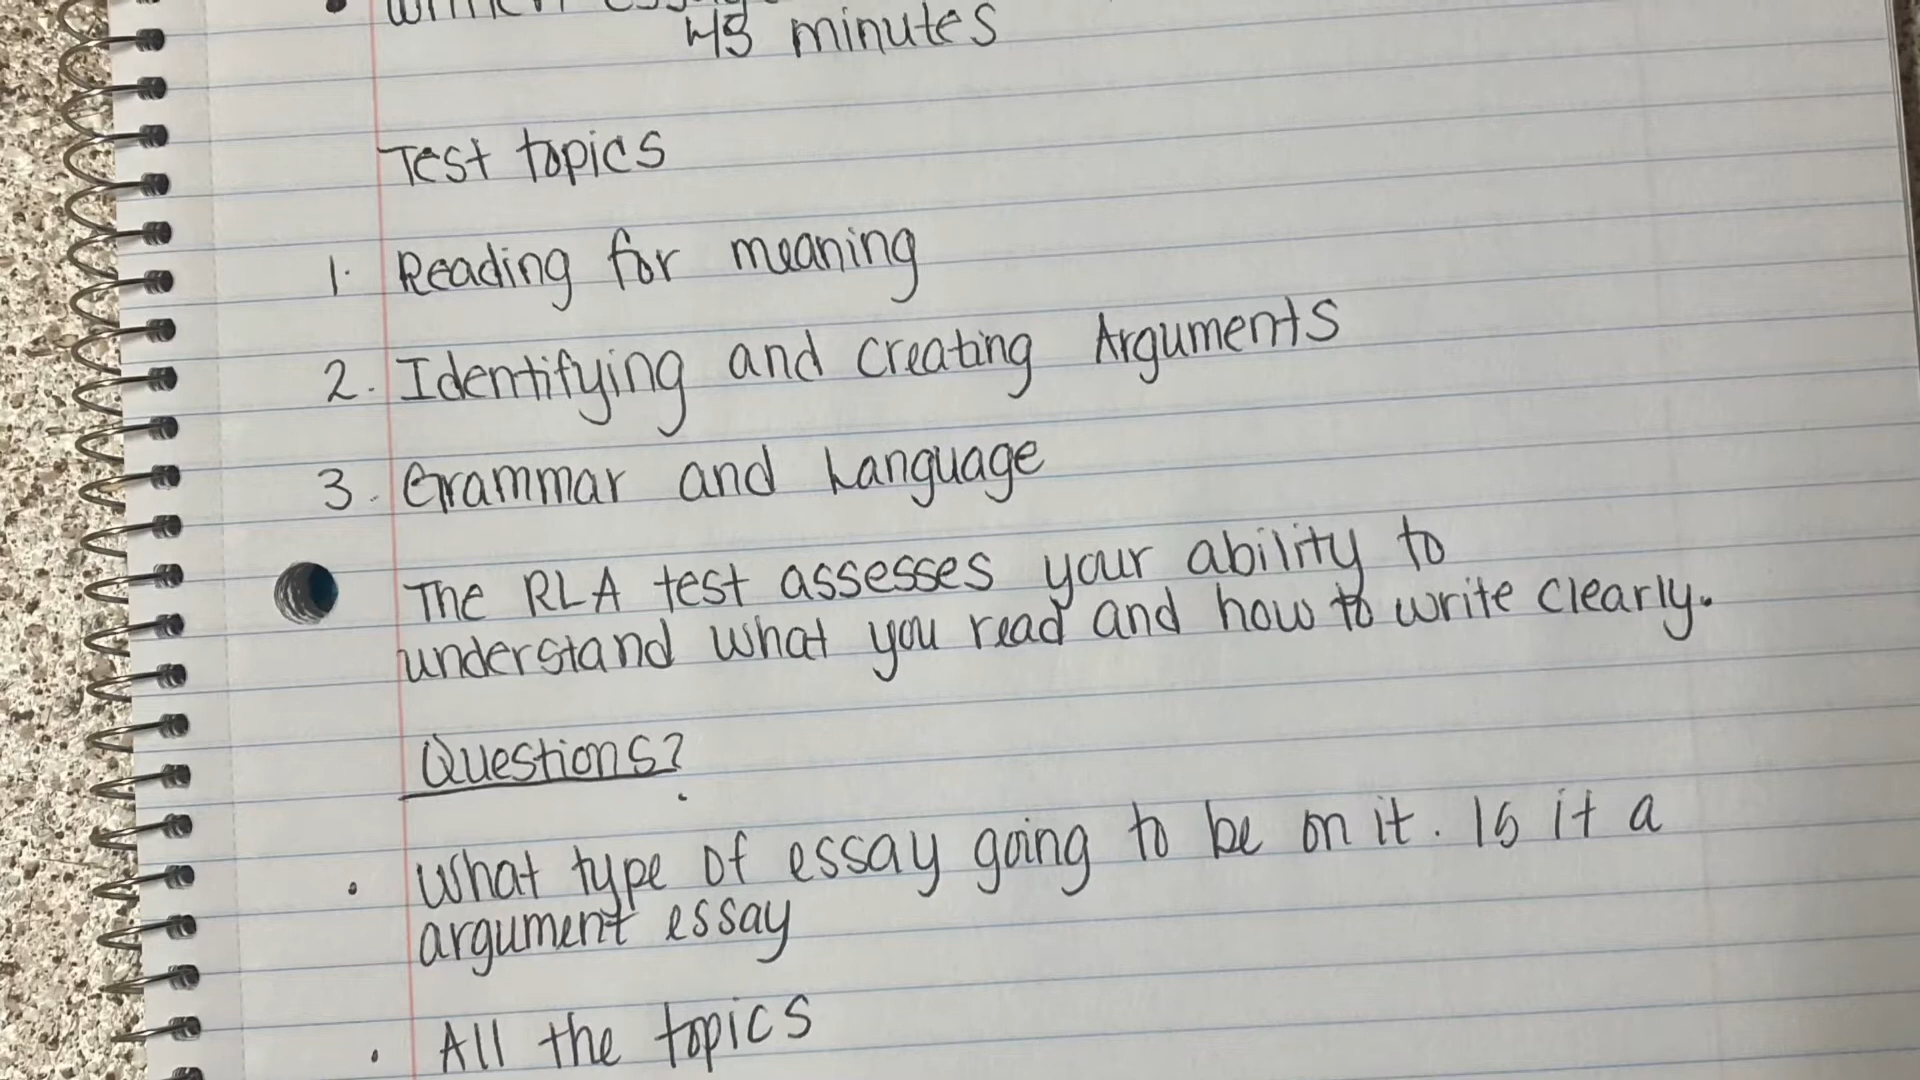 45 minutes
Test topics
1. Reading for meaning
2. Identifying and creating Arguments
3. Grammar and Language
The RLA test assesses your ability to
understand what you read and how to write clearly.
Questions?
• What type of essay going to be on it. Is it a
argument essay
• All the topics